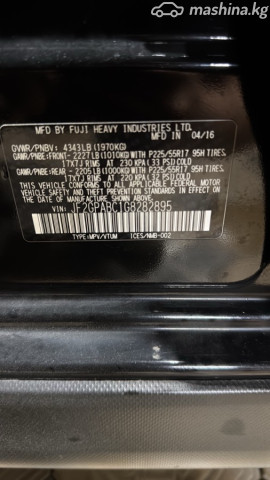 mashina.kg
MFD BY FUJI HEAVY INDUSTRIES LTD.
MFD IN 04/16
GVWR/PNBV : 4343LB (1970KG)
GAWR/PNBE: FRONT- 2227LB (1010KG) WITH P225/55R17 95H TIRES,
17X7J RIMS AT 230 KPA (33 PSI) COLD
GAWR/PNBE: REAR - 2205LB (1000KG) WITH P225/55R17 95H TIRES,
17X7J RIMS AT 220 KPA (32 PSI) COLD
THIS VEHICLE CONFORMS TO ALL APPLICABLE FEDERAL MOTOR
VEHICLE SAFETY AND THEFT PREVENTION STANDARDS IN
EFFECT ON THE DATE OF MANUFACTURE SHOWN ABOVE.
VIN: JF2GPABC1G8282895
TYPE:MPV/VTUM ICES/NMB-002